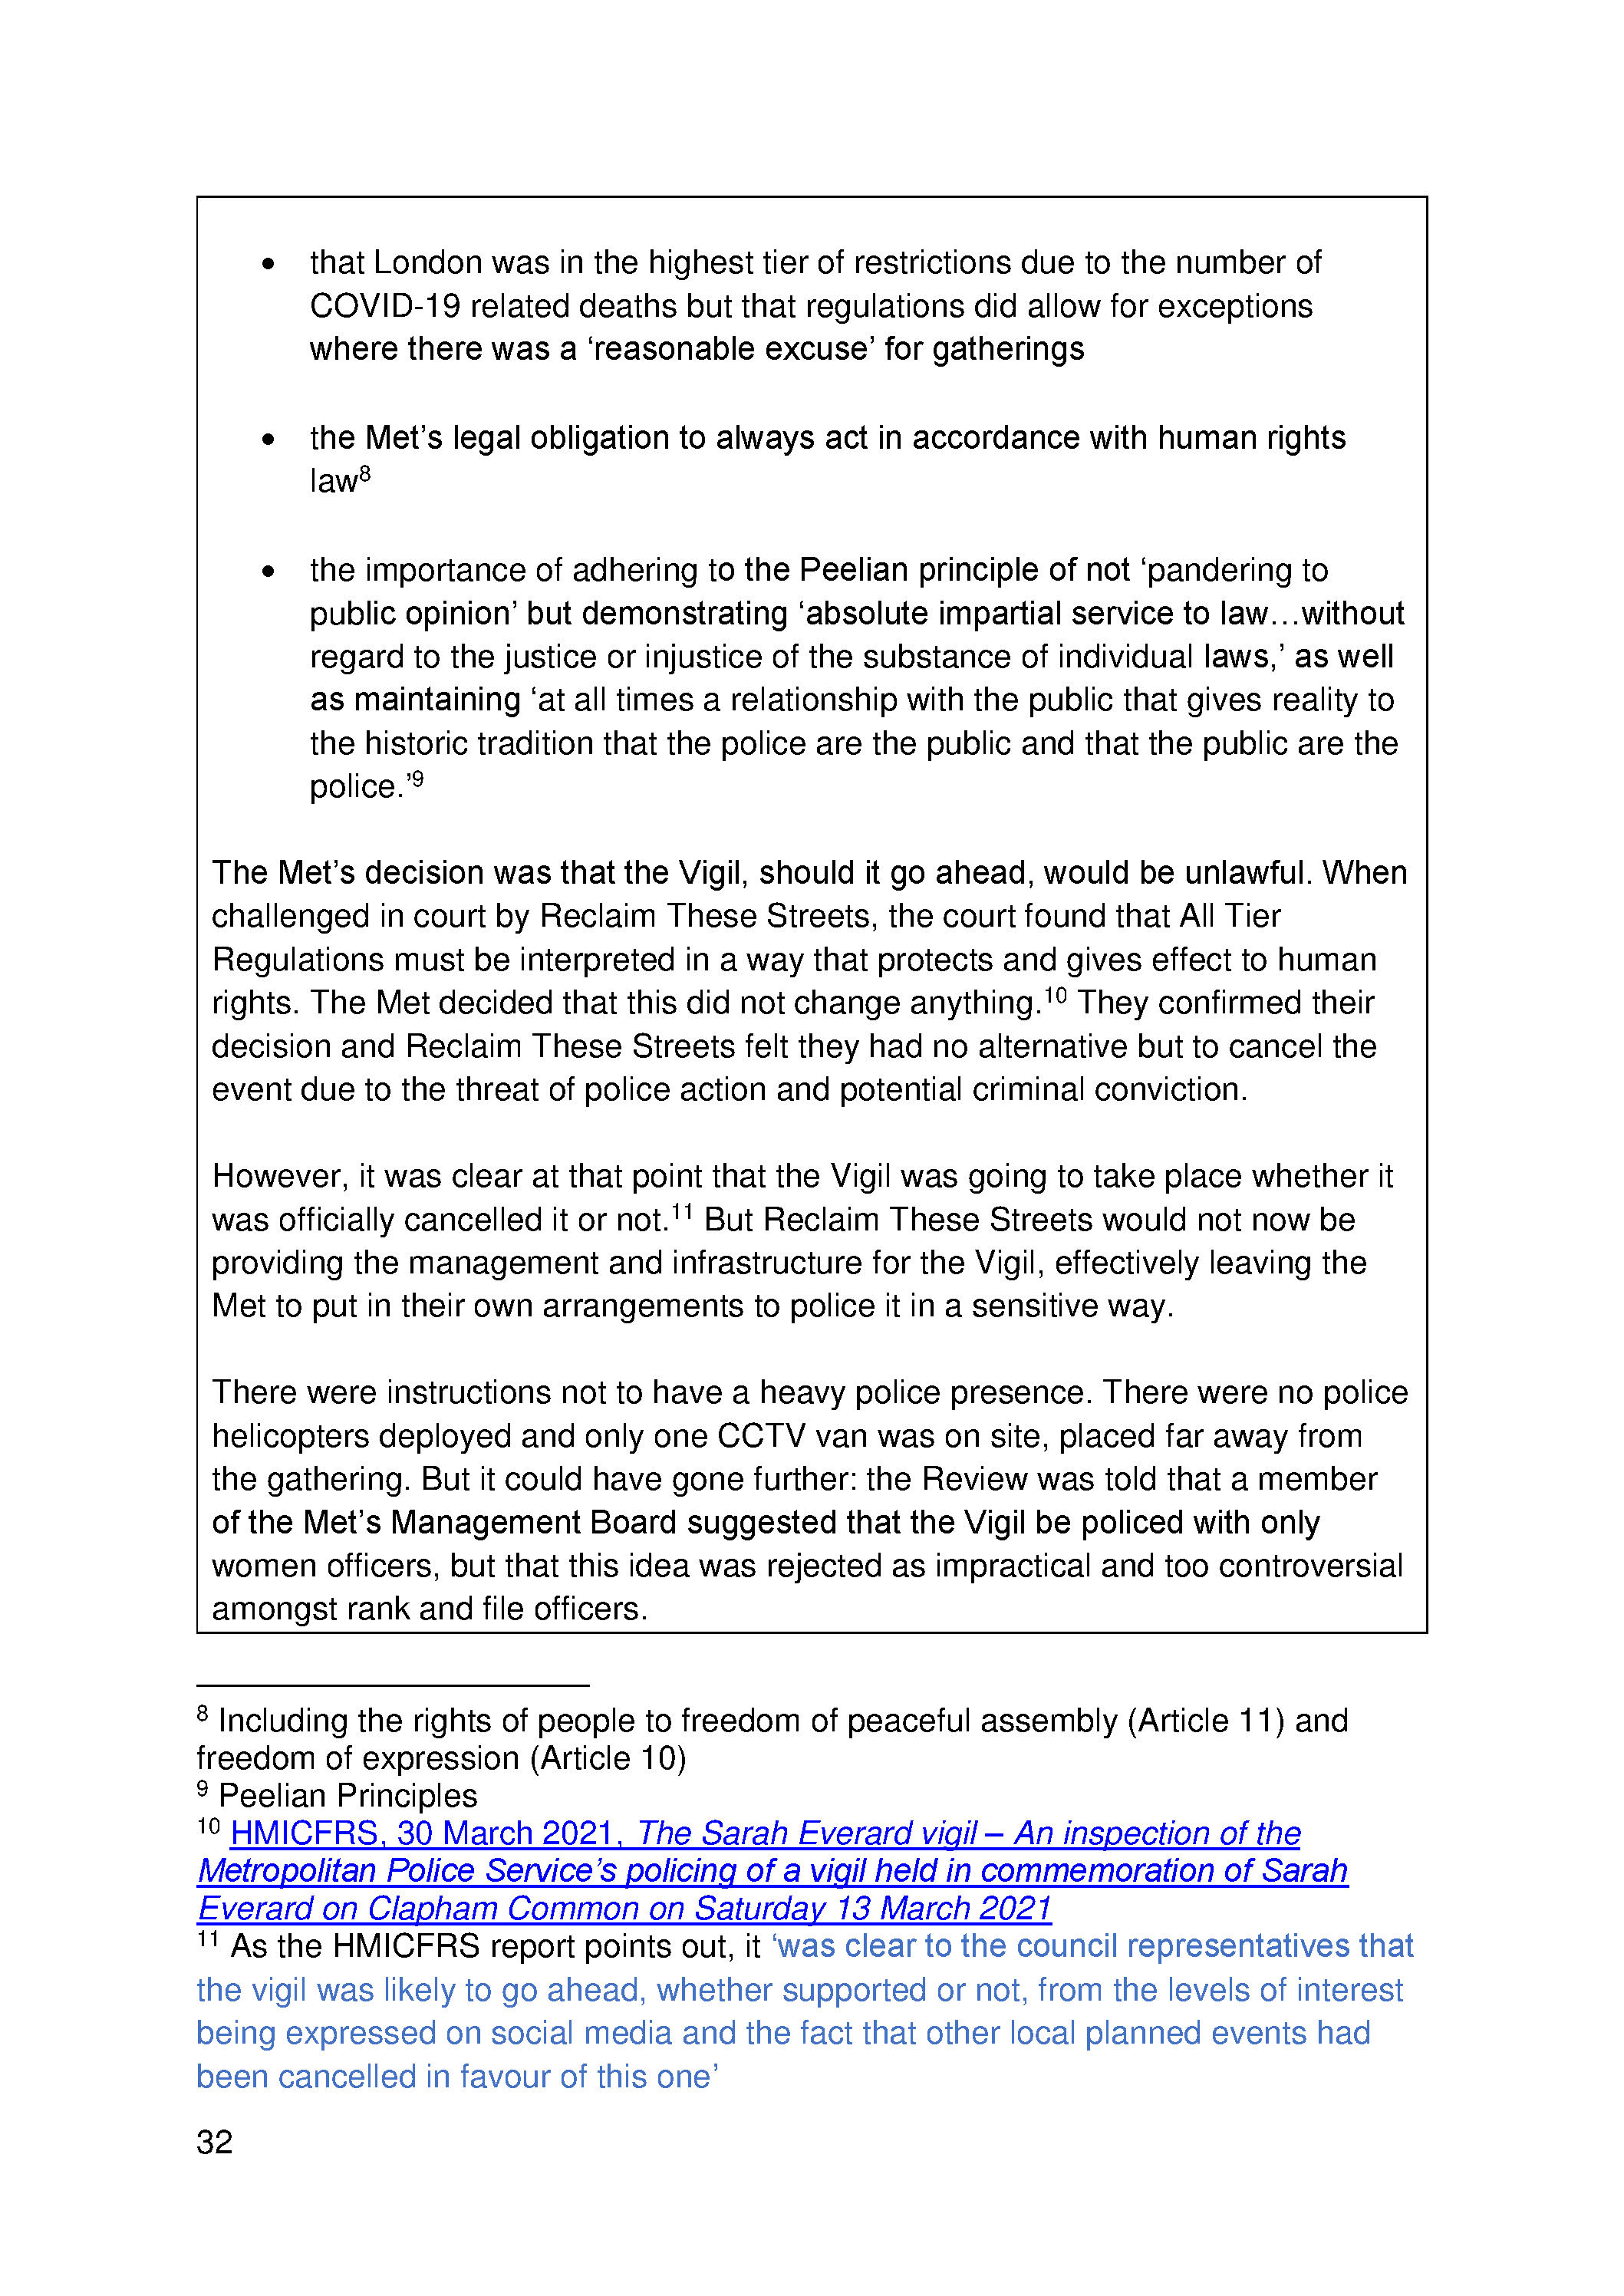 • that London was in the highest tier of restrictions due to the number of
COVID-19 related deaths but that regulations did allow for exceptions
where there was a ‘reasonable excuse’ for gatherings
• the Met’s legal obligation to always act in accordance with human rights
law⁸
• the importance of adhering to the Peelian principle of not ‘pandering to
public opinion’ but demonstrating ‘absolute impartial service to law…without
regard to the justice or injustice of the substance of individual laws,’ as well
as maintaining ‘at all times a relationship with the public that gives reality to
the historic tradition that the police are the public and that the public are the
police.’⁹
The Met’s decision was that the Vigil, should it go ahead, would be unlawful. When
challenged in court by Reclaim These Streets, the court found that All Tier
Regulations must be interpreted in a way that protects and gives effect to human
rights. The Met decided that this did not change anything.¹⁰ They confirmed their
decision and Reclaim These Streets felt they had no alternative but to cancel the
event due to the threat of police action and potential criminal conviction.
However, it was clear at that point that the Vigil was going to take place whether it
was officially cancelled it or not.¹¹ But Reclaim These Streets would not now be
providing the management and infrastructure for the Vigil, effectively leaving the
Met to put in their own arrangements to police it in a sensitive way.
There were instructions not to have a heavy police presence. There were no police
helicopters deployed and only one CCTV van was on site, placed far away from
the gathering. But it could have gone further: the Review was told that a member
of the Met’s Management Board suggested that the Vigil be policed with only
women officers, but that this idea was rejected as impractical and too controversial
amongst rank and file officers.
⁸ Including the rights of people to freedom of peaceful assembly (Article 11) and
freedom of expression (Article 10)
⁹ Peelian Principles
¹⁰ HMICFRS, 30 March 2021, The Sarah Everard vigil – An inspection of the
Metropolitan Police Service’s policing of a vigil held in commemoration of Sarah
Everard on Clapham Common on Saturday 13 March 2021
¹¹ As the HMICFRS report points out, it ‘was clear to the council representatives that
the vigil was likely to go ahead, whether supported or not, from the levels of interest
being expressed on social media and the fact that other local planned events had
been cancelled in favour of this one’
32